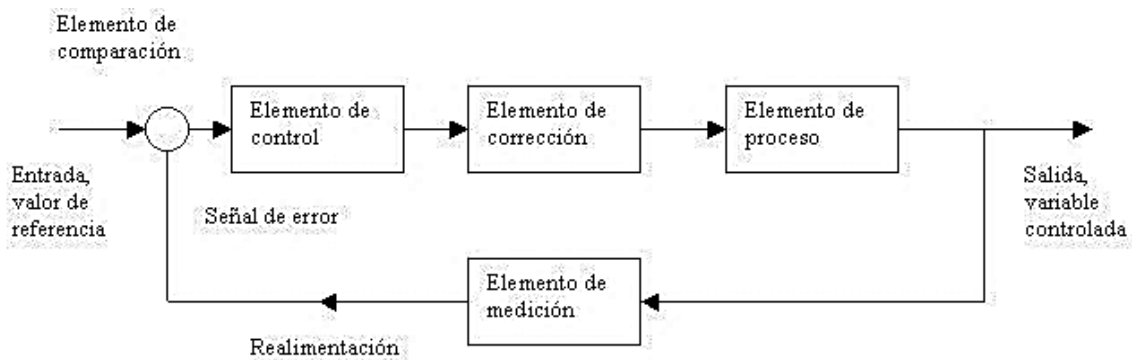 Elemento de
comparación
Elemento de
control
Elemento de
corrección
Elemento de
proceso
Entrada,
valor de
referencia
Señal de error
Salida,
variable
controlada
Elemento de
medición
Realimentación